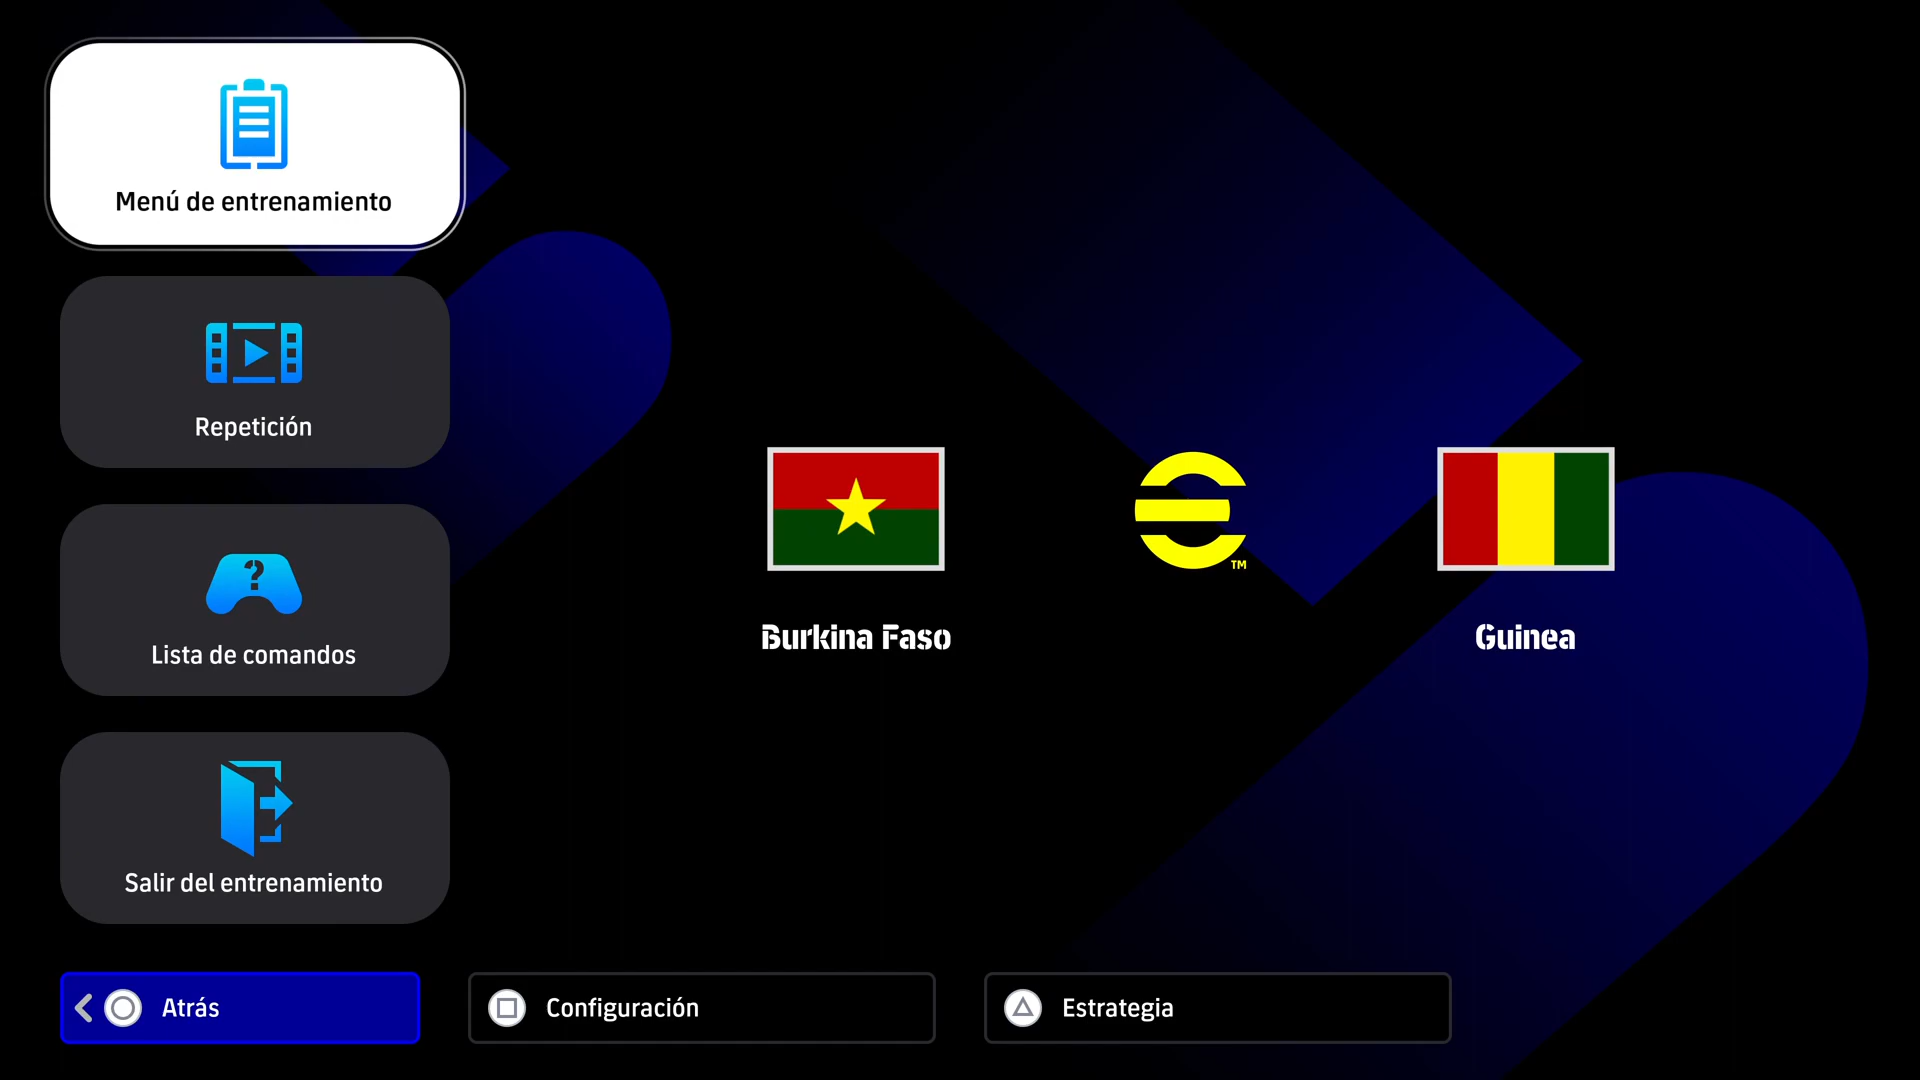 Menú de entrenamiento
Repetición
?
Lista de comandos
Salir del entrenamiento
Burkina Faso
TM
Guinea
Atrás
Configuración
Estrategia